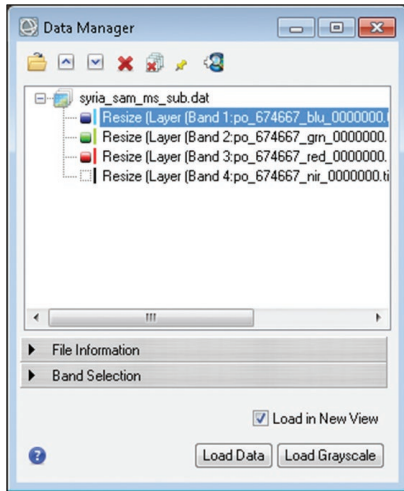 Data Manager
syria_sam_ms_sub.dat
Resize (Layer (Band 1:po_674667_blu_0000000.
Resize (Layer (Band 2:po_674667_grn_0000000.
Resize (Layer (Band 3:po_674667_red_0000000.
Resize (Layer (Band 4:po_674667_nir_0000000.ti
File Information
Band Selection
Load in New View
Load Data Load Grayscale